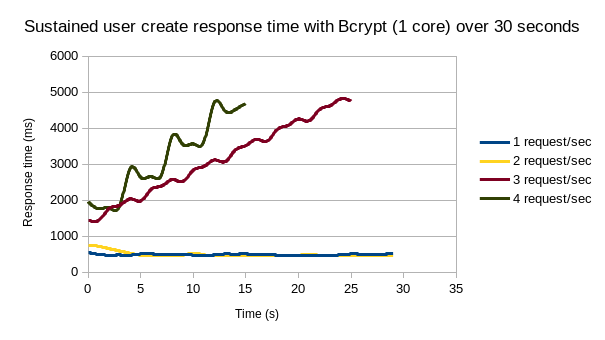 Sustained user create response time with Bcrypt (1 core) over 30 seconds
6000
5000
4000
3000
2000
1000
0
Response time (ms)
0 5 10 15 20 25 30 35
Time (s)
1 request/sec
2 request/sec
3 request/sec
4 request/sec